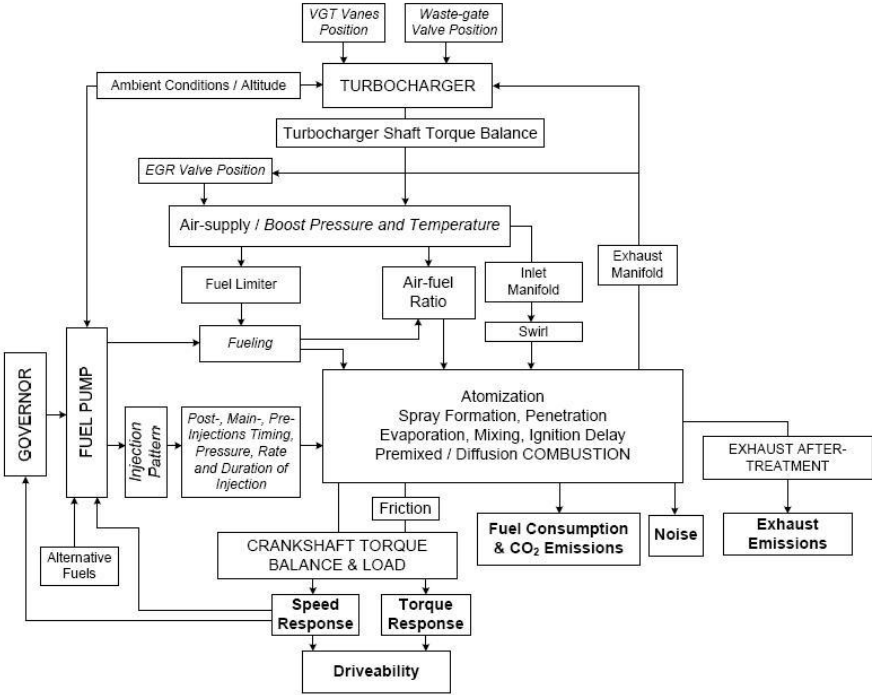 VGT Vanes
Position
Waste-gate
Valve Position
Ambient Conditions / Altitude
TURBOCHARGER
Turbocharger Shaft Torque Balance
EGR Valve Position
Air-supply / Boost Pressure and Temperature
Fuel Limiter
Air-fuel
Ratio
Inlet
Manifold
Exhaust
Manifold
Swirl
Fueling
GOVERNOR
FUEL PUMP
Injection
Pattern
Post-, Main-, Pre-
Injections Timing,
Pressure, Rate
and Duration of
Injection
Atomization
Spray Formation, Penetration
Evaporation, Mixing, Ignition Delay
Premixed / Diffusion COMBUSTION
EXHAUST AFTER-
TREATMENT
Friction
Alternative
Fuels
CRANKSHAFT TORQUE
BALANCE & LOAD
Fuel Consumption
& CO₂ Emissions
Noise
Exhaust
Emissions
Speed
Response
Torque
Response
Driveability